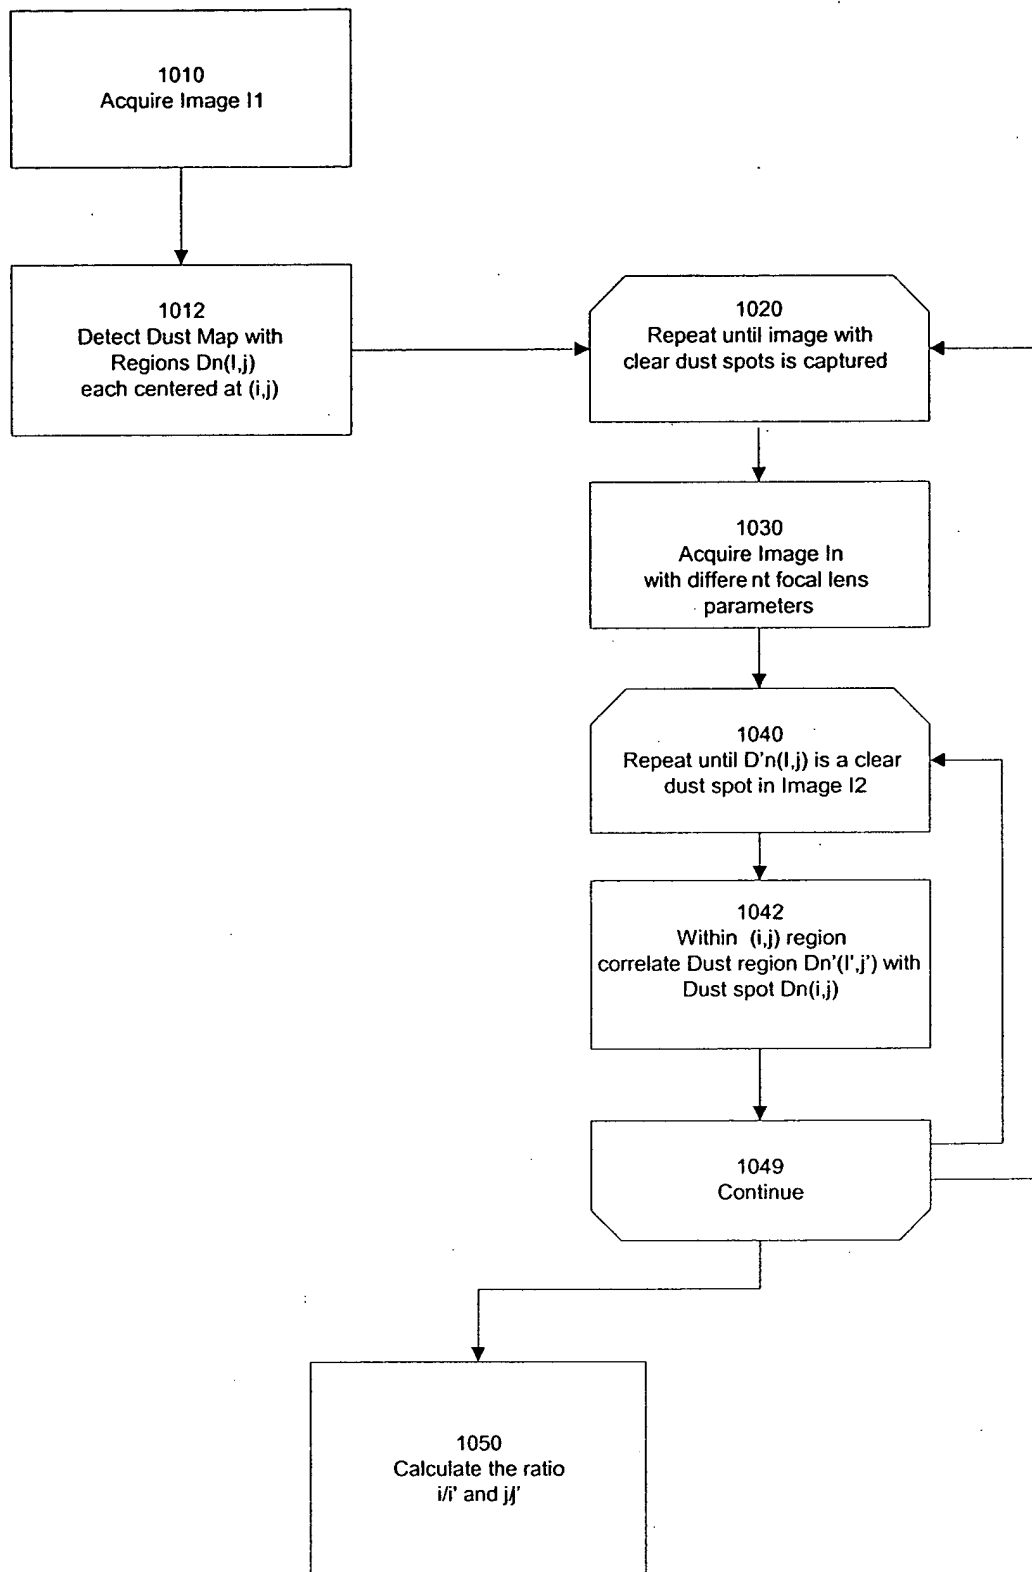 1010
Acquire Image I1
1012
Detect Dust Map with
Regions Dn(I,j)
each centered at (i,j)
1020
Repeat until image with
clear dust spots is captured
1030
Acquire Image In
with different focal lens
parameters
1040
Repeat until D'n(I,j) is a clear
dust spot in Image I2
1042
Within (i,j) region
correlate Dust region Dn'(I',j') with
Dust spot Dn(i,j)
1049
Continue
1050
Calculate the ratio
i/i' and j/j'